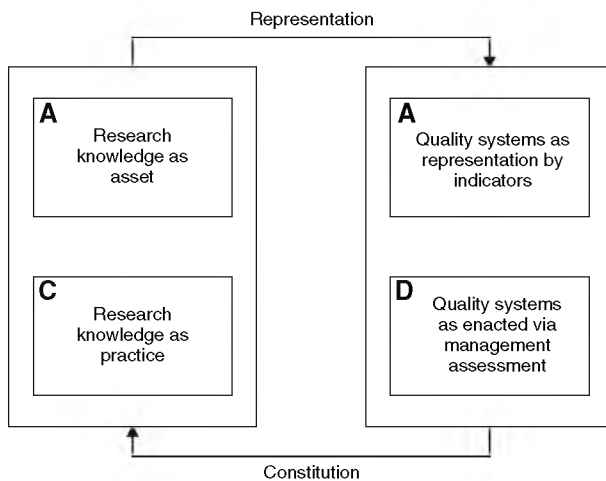 Representation
A
Research
knowledge as
asset
A
Quality systems as
representation by
indicators
C
Research
knowledge as
practice
D
Quality systems
as enacted via
management
assessment
Constitution